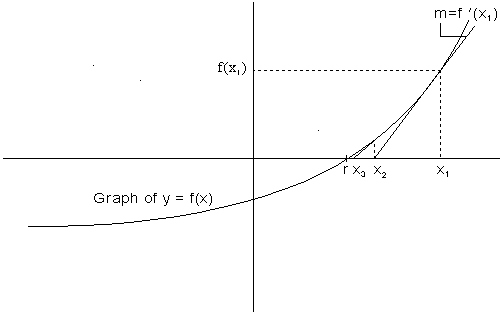 m=f ′(x₁)
f(x₁)
r x₃ x₂ x₁
Graph of y = f(x)